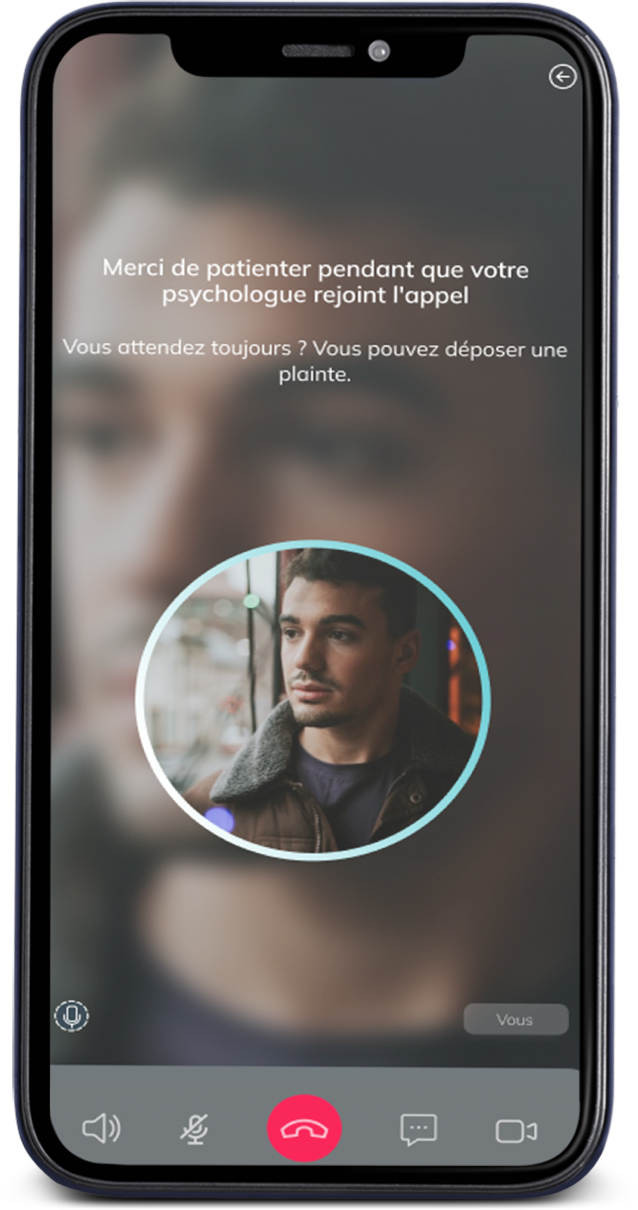 Merci de patienter pendant que votre
psychologue rejoint l'appel
Vous attendez toujours ? Vous pouvez déposer une
plainte.
Vous